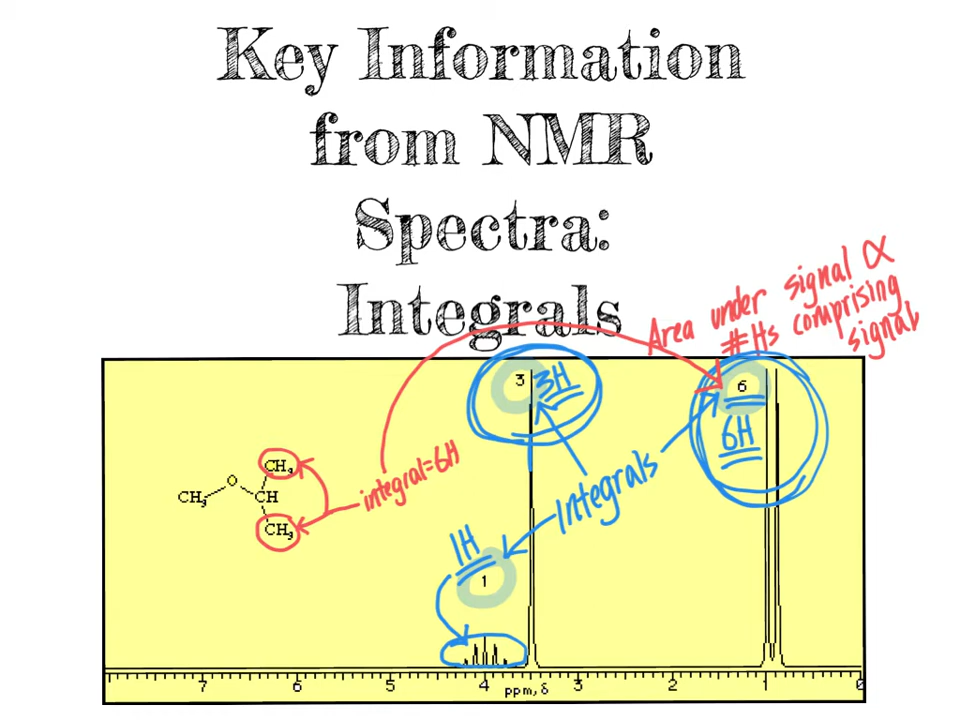 Key Information
from NMR
Spectra:
Integrals
Area under signal ∝
# Hs comprising
signal
3 3H
6
6H
CH₃
O
CH₃ CH
CH₃
integral=6H
Integrals
1H
1
7 6 5 4 3 2 1 0
ppm, δ